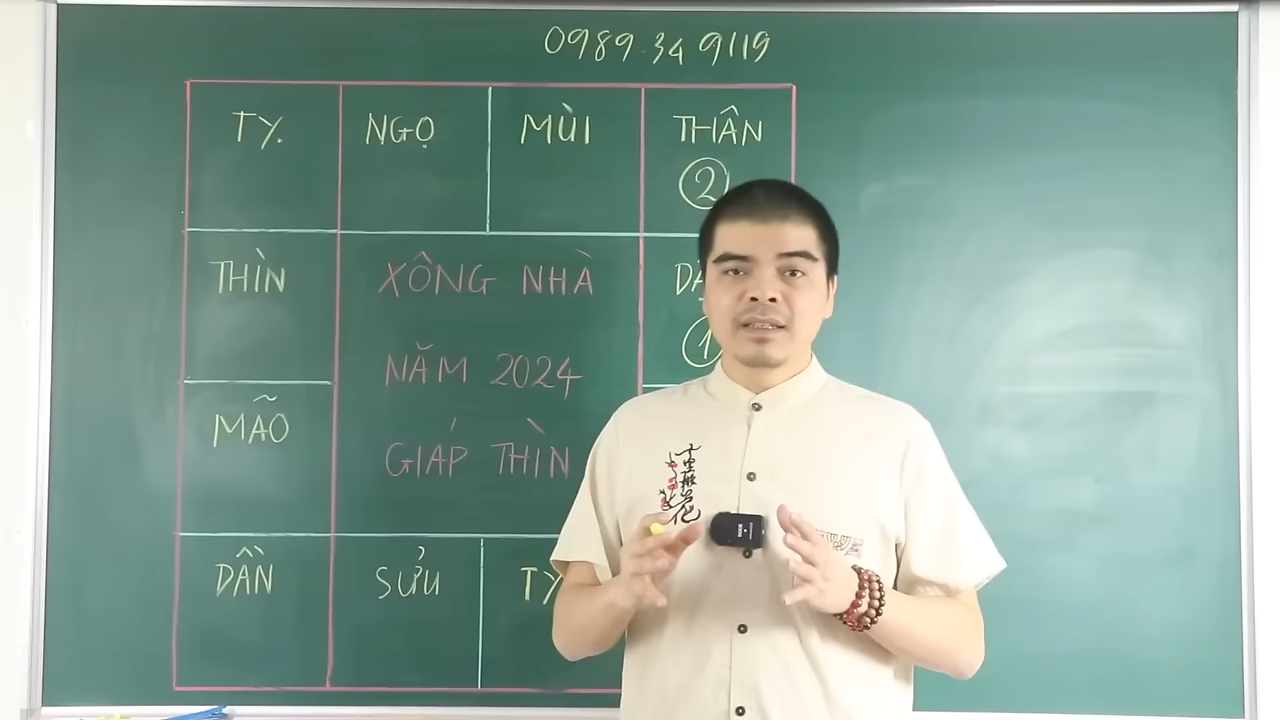 0989.34 9119
TỴ. NGỌ MÙI THÂN
②
THÌN XÔNG NHÀ
①
NĂM 2024
MÃO
GIÁP THÌN
DẦN SỬU